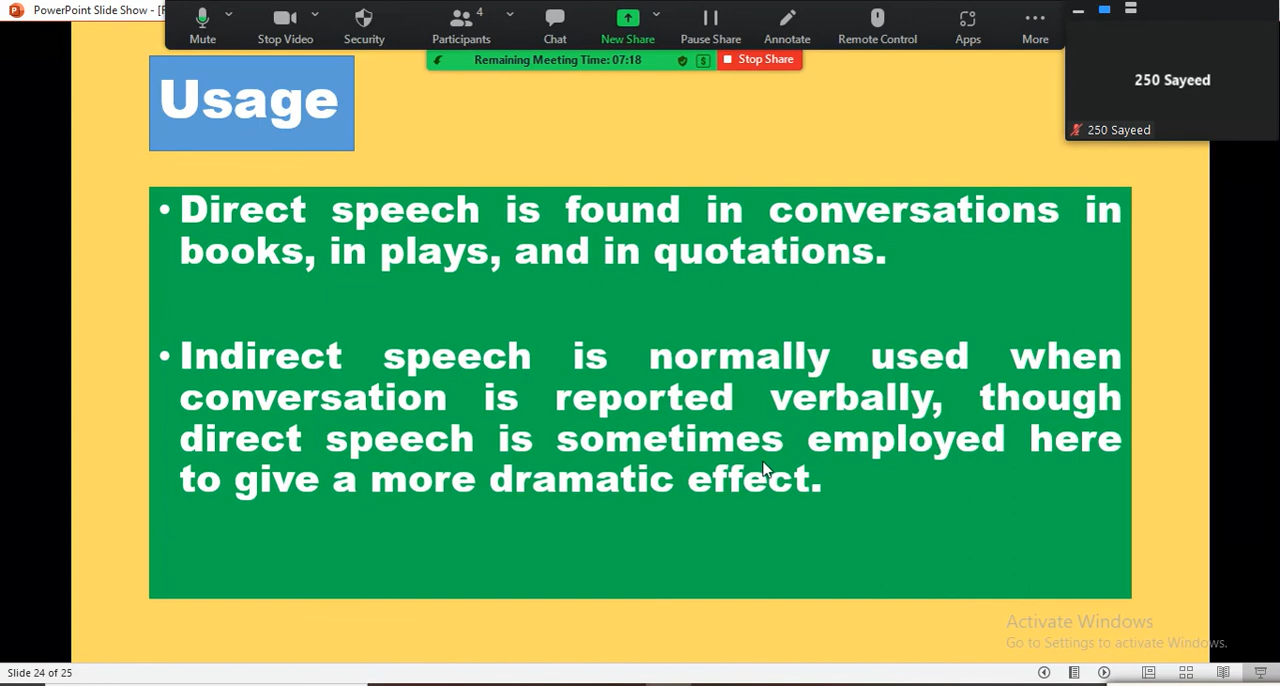 PowerPoint Slide Show - [F
Mute
Stop Video
Security
4
Participants
Chat
New Share
Pause Share
Annotate
Remote Control
Apps
More
Remaining Meeting Time: 07:18
Stop Share
250 Sayeed
250 Sayeed
Usage
• Direct speech is found in conversations in
books, in plays, and in quotations.
• Indirect speech is normally used when
conversation is reported verbally, though
direct speech is sometimes employed here
to give a more dramatic effect.
Activate Windows
Go to Settings to activate Windows.
Slide 24 of 25